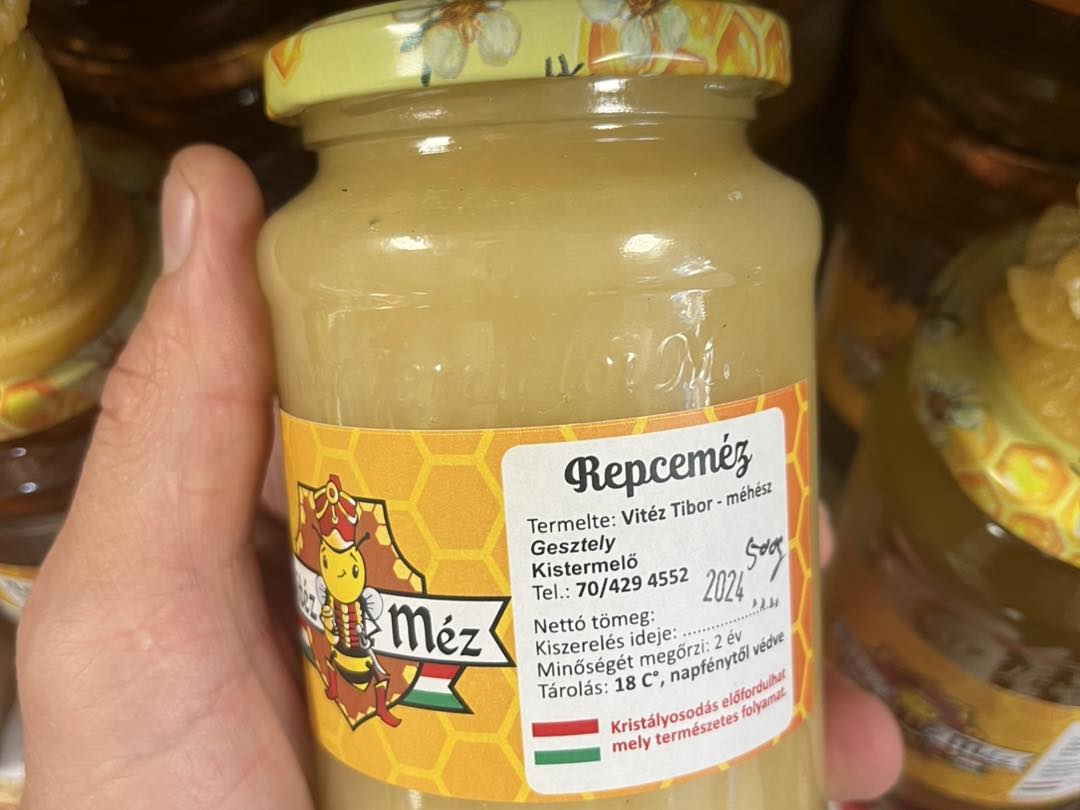 Méz
Repceméz
Termelte: Vitéz Tibor - méhész
Gesztely
Kistermelő
Tel.: 70/429 4552
500g
2024
Nettó tömeg:
Kiszerelés ideje: ................
Minőségét megőrzi: 2 év
Tárolás: 18 C°, napfénytől védve
Kristályosodás előfordulhat
mely természetes folyamat.